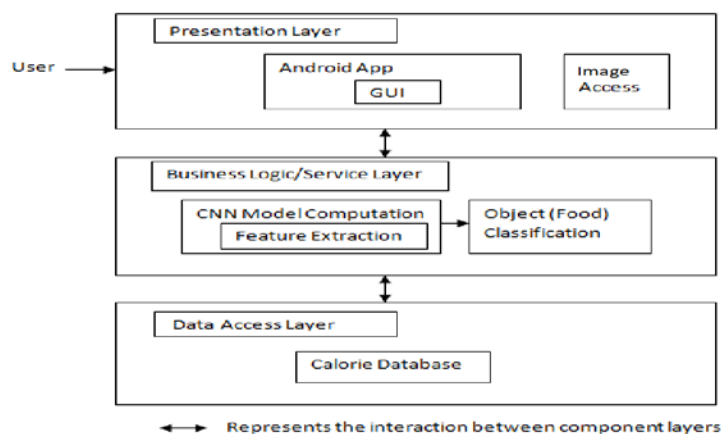 Presentation Layer
User
Android App
GUI
Image
Access
Business Logic/Service Layer
CNN Model Computation
Feature Extraction
Object (Food)
Classification
Data Access Layer
Calorie Database
Represents the interaction between component layers